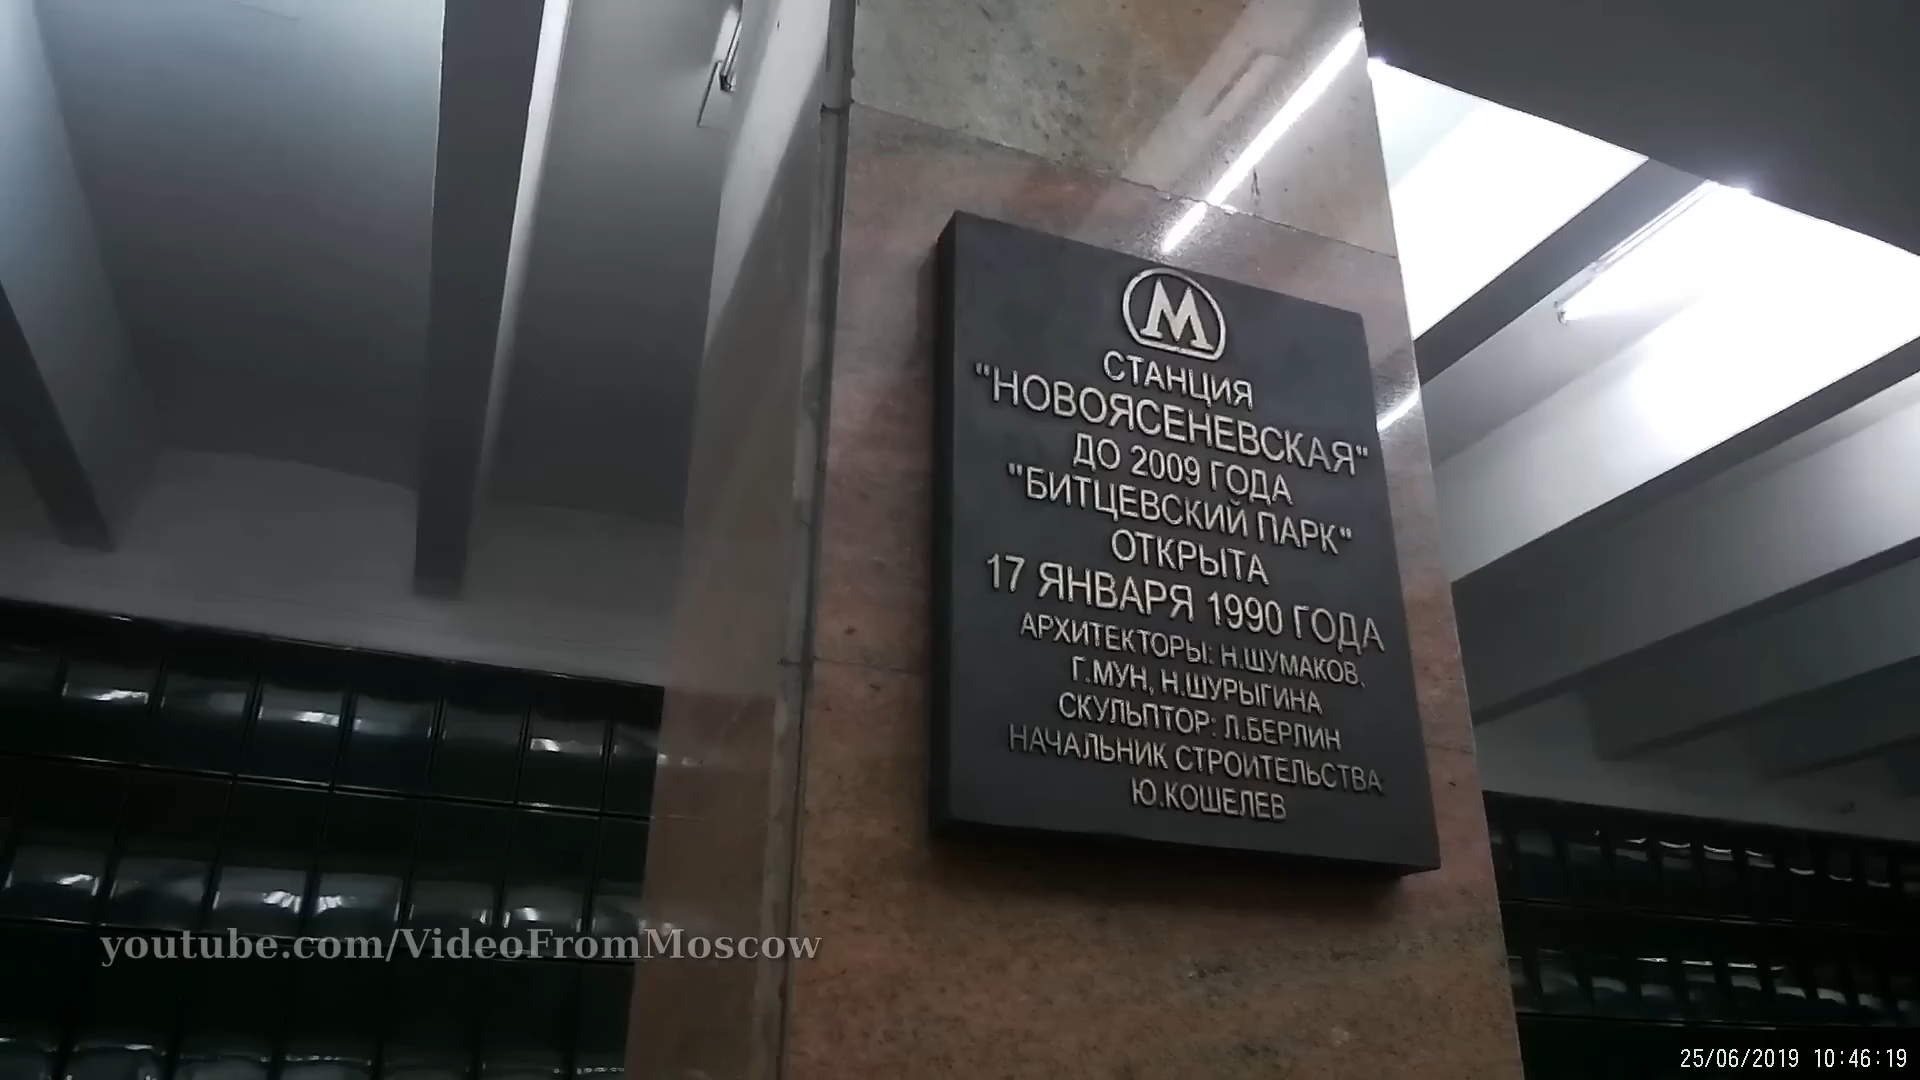 М
СТАНЦИЯ
"НОВОЯСЕНЕВСКАЯ"
ДО 2009 ГОДА
"БИТЦЕВСКИЙ ПАРК"
ОТКРЫТА
17 ЯНВАРЯ 1990 ГОДА
АРХИТЕКТОРЫ: Н.ШУМАКОВ,
Г.МУН, Н.ШУРЫГИНА
СКУЛЬПТОР: Л.БЕРЛИН
НАЧАЛЬНИК СТРОИТЕЛЬСТВА
Ю.КОШЕЛЕВ
youtube.com/VideoFromMoscow
25/06/2019 10:46:19